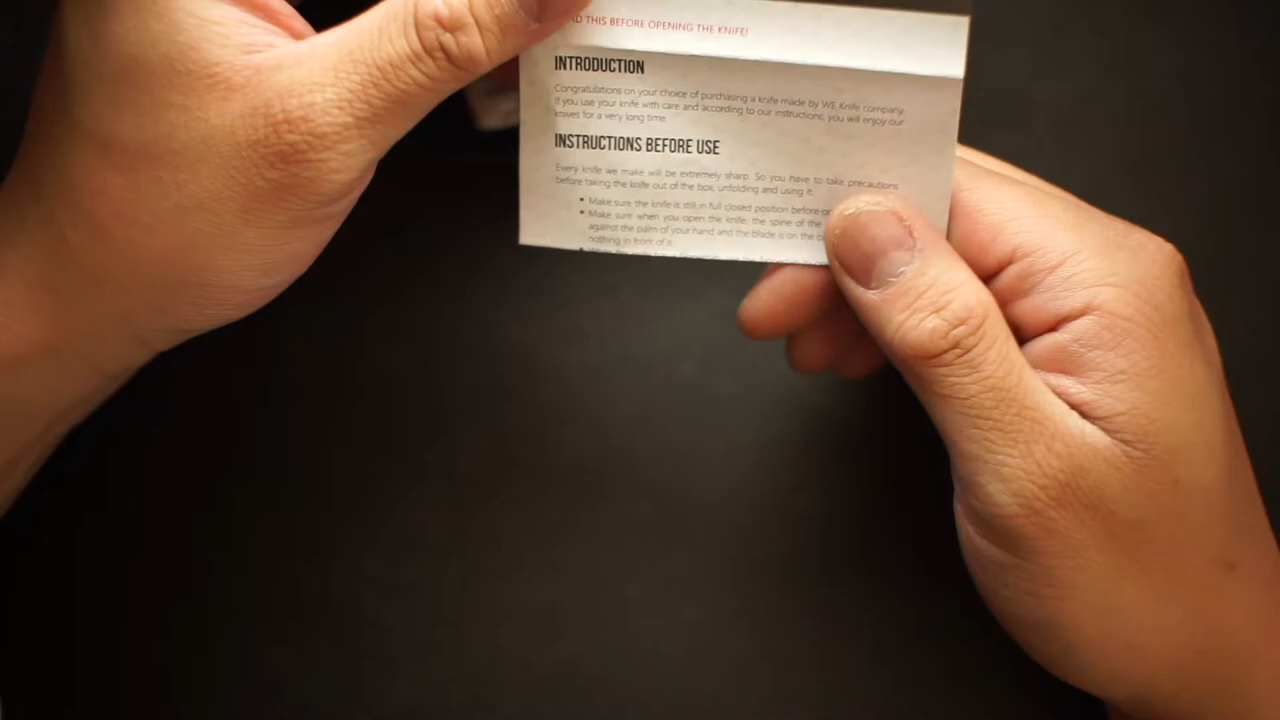 THIS BEFORE OPENING THE KNIFE!
INTRODUCTION
Congratulations on your choice of purchasing a knife made by WE Knife company.
If you use your knife with care and according to our instructions, you will enjoy our
knives for a very long time.
INSTRUCTIONS BEFORE USE
Every knife we make will be extremely sharp. So you have to take precautions
before taking the knife out of the box, unfolding and using it.
• Make sure the knife is still in full closed position before
• Make sure when you open the knife, the spine of the
against the palm of your hand and the blade is on the
nothing in front of it.